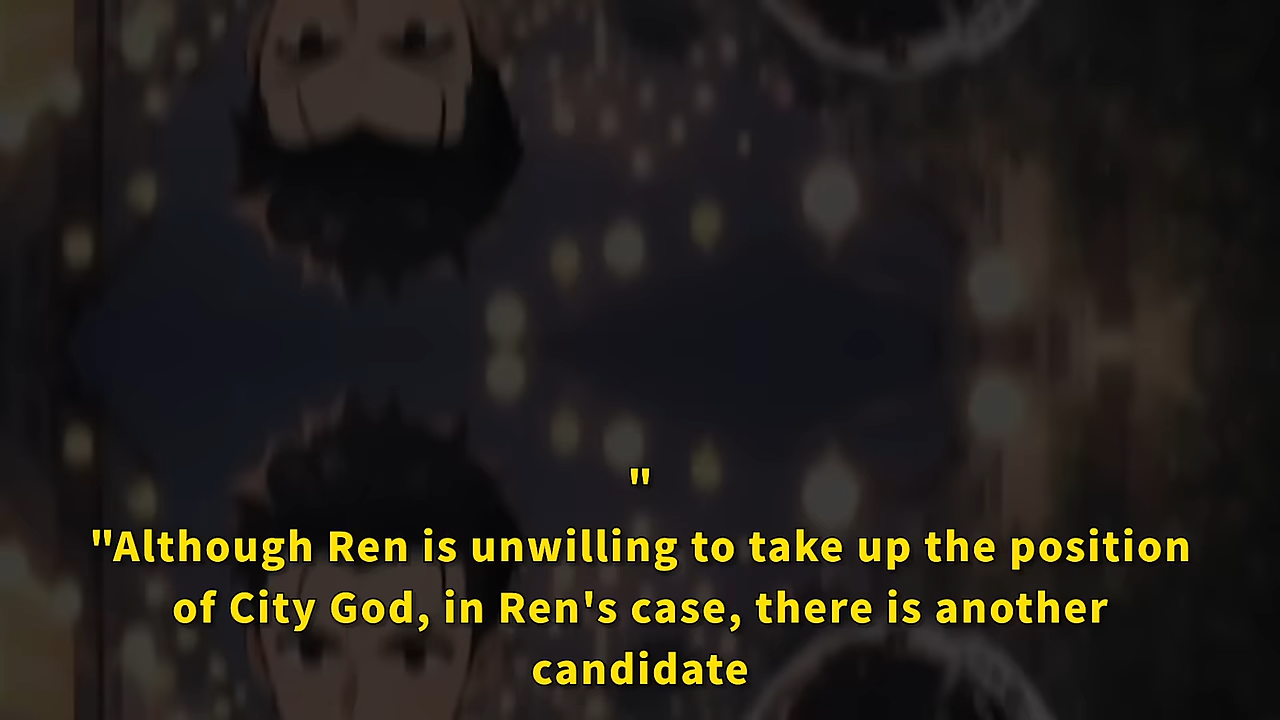 "
"Although Ren is unwilling to take up the position
of City God, in Ren's case, there is another
candidate